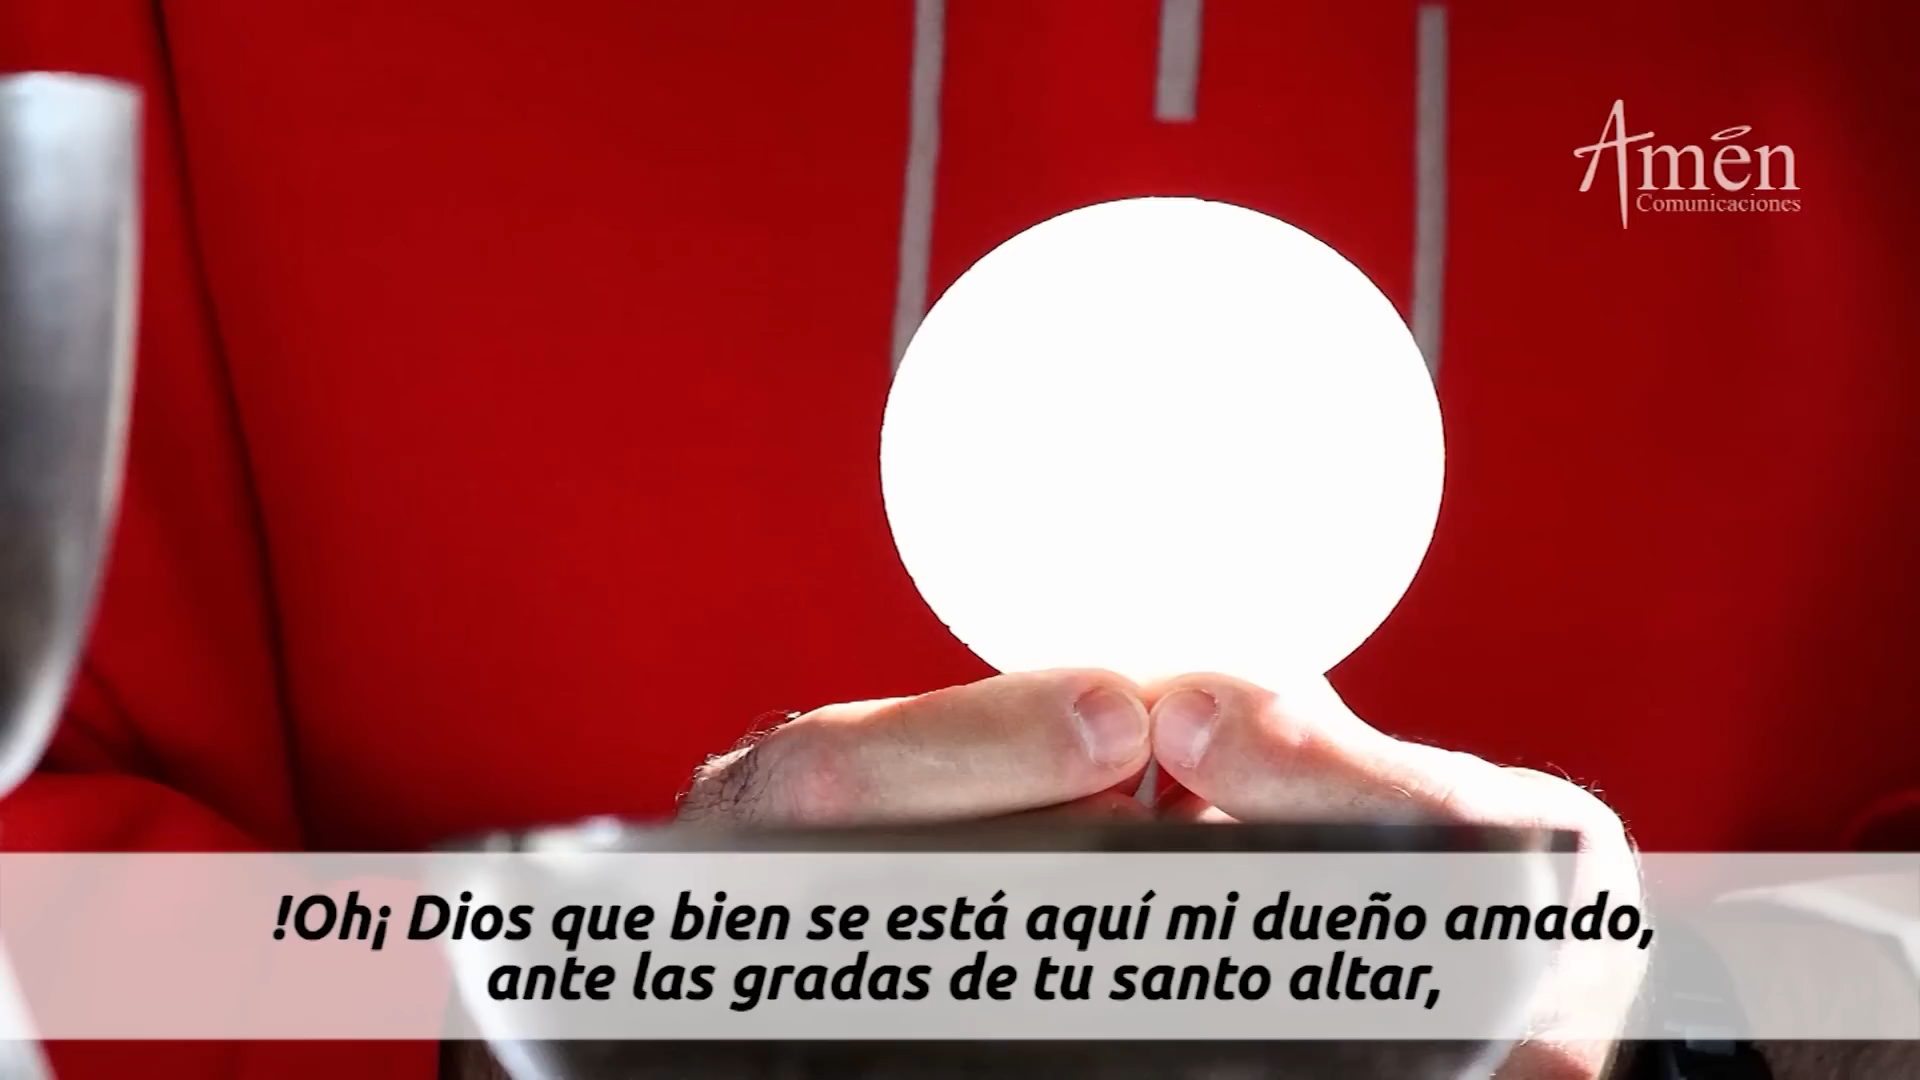 Amén
Comunicaciones
!Oh¡ Dios que bien se está aquí mi dueño amado,
ante las gradas de tu santo altar,